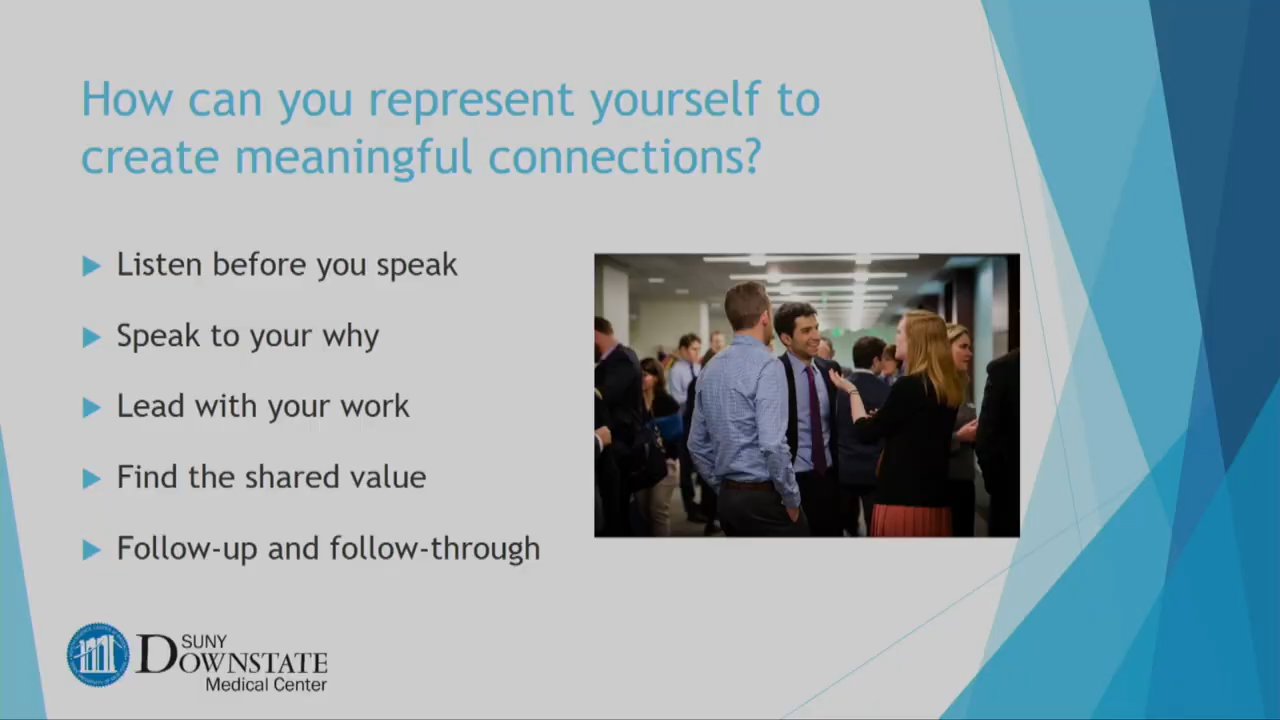 How can you represent yourself to
create meaningful connections?
Listen before you speak
Speak to your why
Lead with your work
Find the shared value
Follow-up and follow-through
SUNY
DOWNSTATE
Medical Center